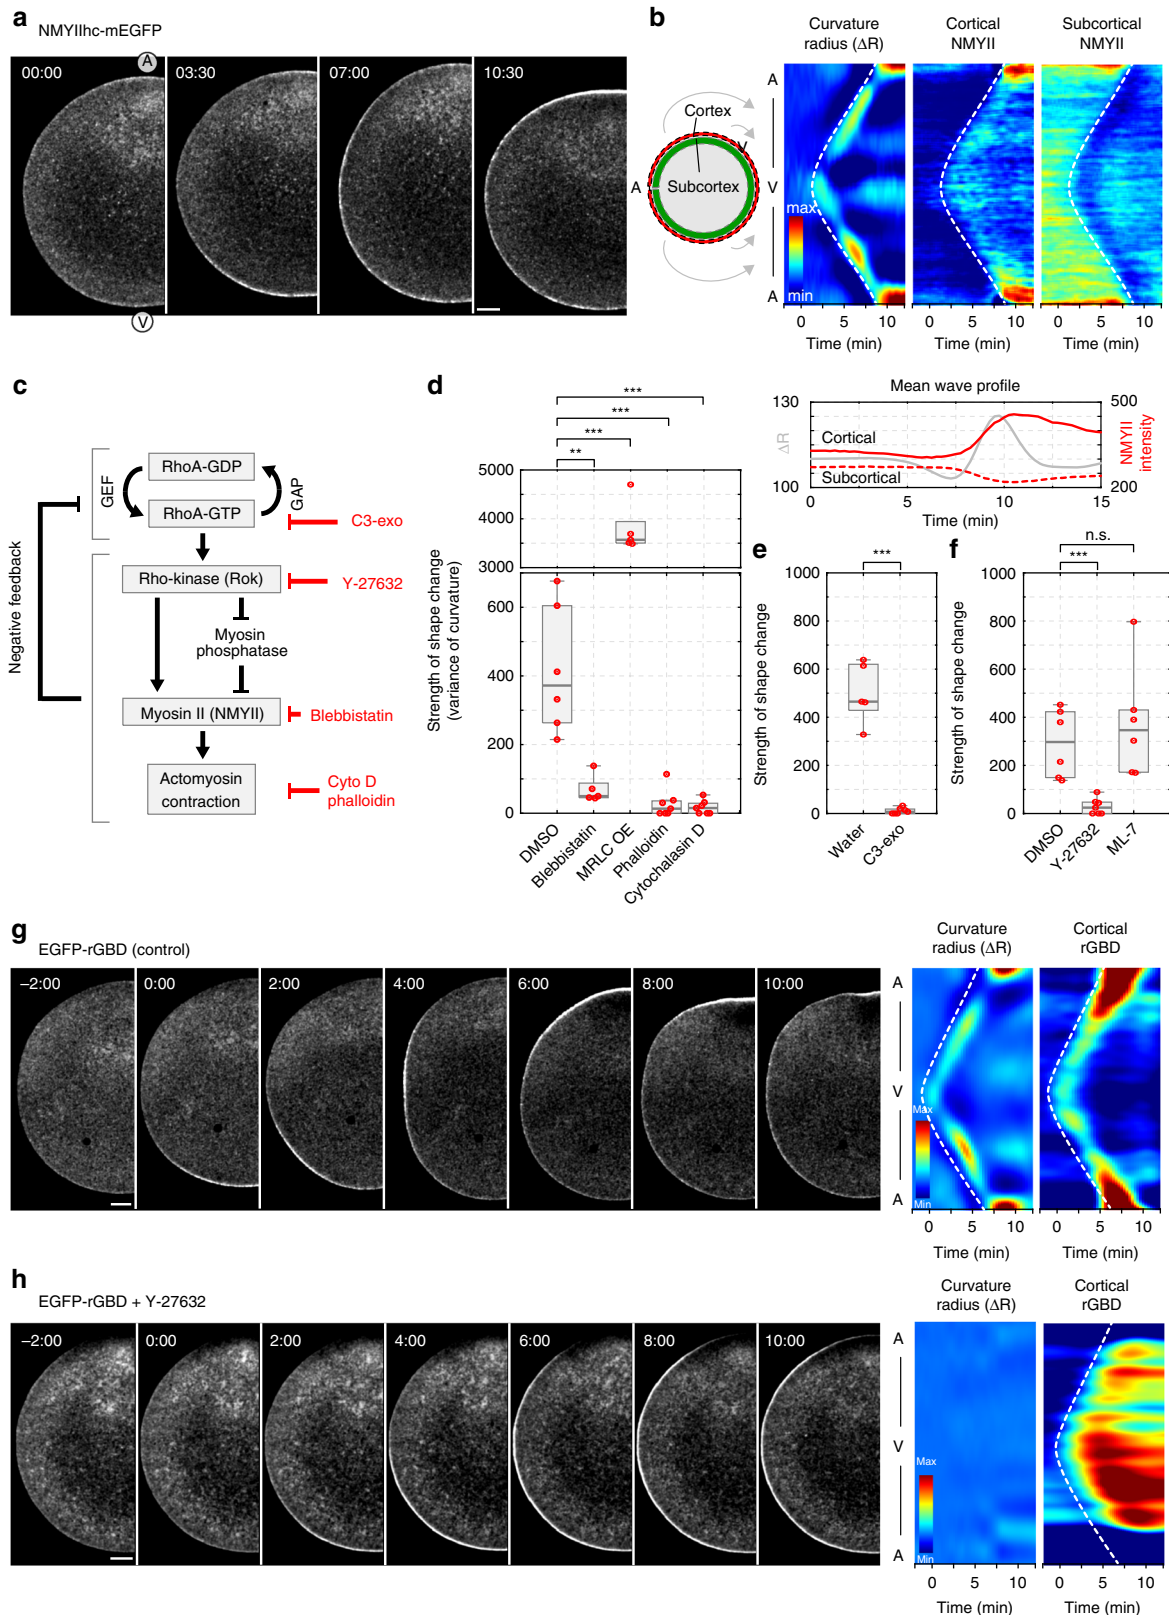 a
NMYIIhc-mEGFP
00:00
A
03:30
07:00
10:30
V
b
Curvature
radius (ΔR)
Cortical
NMYII
Subcortical
NMYII
Cortex
V
A
Subcortex
A
V
A
max
min
0 5 10
0 5 10
0 5 10
Time (min)
Time (min)
Time (min)
Mean wave profile
130
100
ΔR
Cortical
Subcortical
500
200
NMYII
intensity
0 5 10 15
Time (min)
c
Negative feedback
GEF
RhoA-GDP
RhoA-GTP
GAP
C3-exo
Rho-kinase (Rok)
Y-27632
Myosin
phosphatase
Myosin II (NMYII)
Blebbistatin
Actomyosin
contraction
Cyto D
phalloidin
d
***
***
***
**
5000
4000
3000
600
400
200
0
Strength of shape change
(variance of curvature)
DMSO
Blebbistatin
MRLC OE
Phalloidin
Cytochalasin D
e
***
1000
800
600
400
200
0
Strength of shape change
Water
C3-exo
f
n.s.
***
1000
800
600
400
200
0
Strength of shape change
DMSO
Y-27632
ML-7
g
EGFP-rGBD (control)
–2:00
0:00
2:00
4:00
6:00
8:00
10:00
Curvature
radius (ΔR)
Cortical
rGBD
A
V
A
Max
Min
0 5 10
0 5 10
Time (min)
Time (min)
h
EGFP-rGBD + Y-27632
–2:00
0:00
2:00
4:00
6:00
8:00
10:00
Curvature
radius (ΔR)
Cortical
rGBD
A
V
A
Max
Min
0 5 10
0 5 10
Time (min)
Time (min)